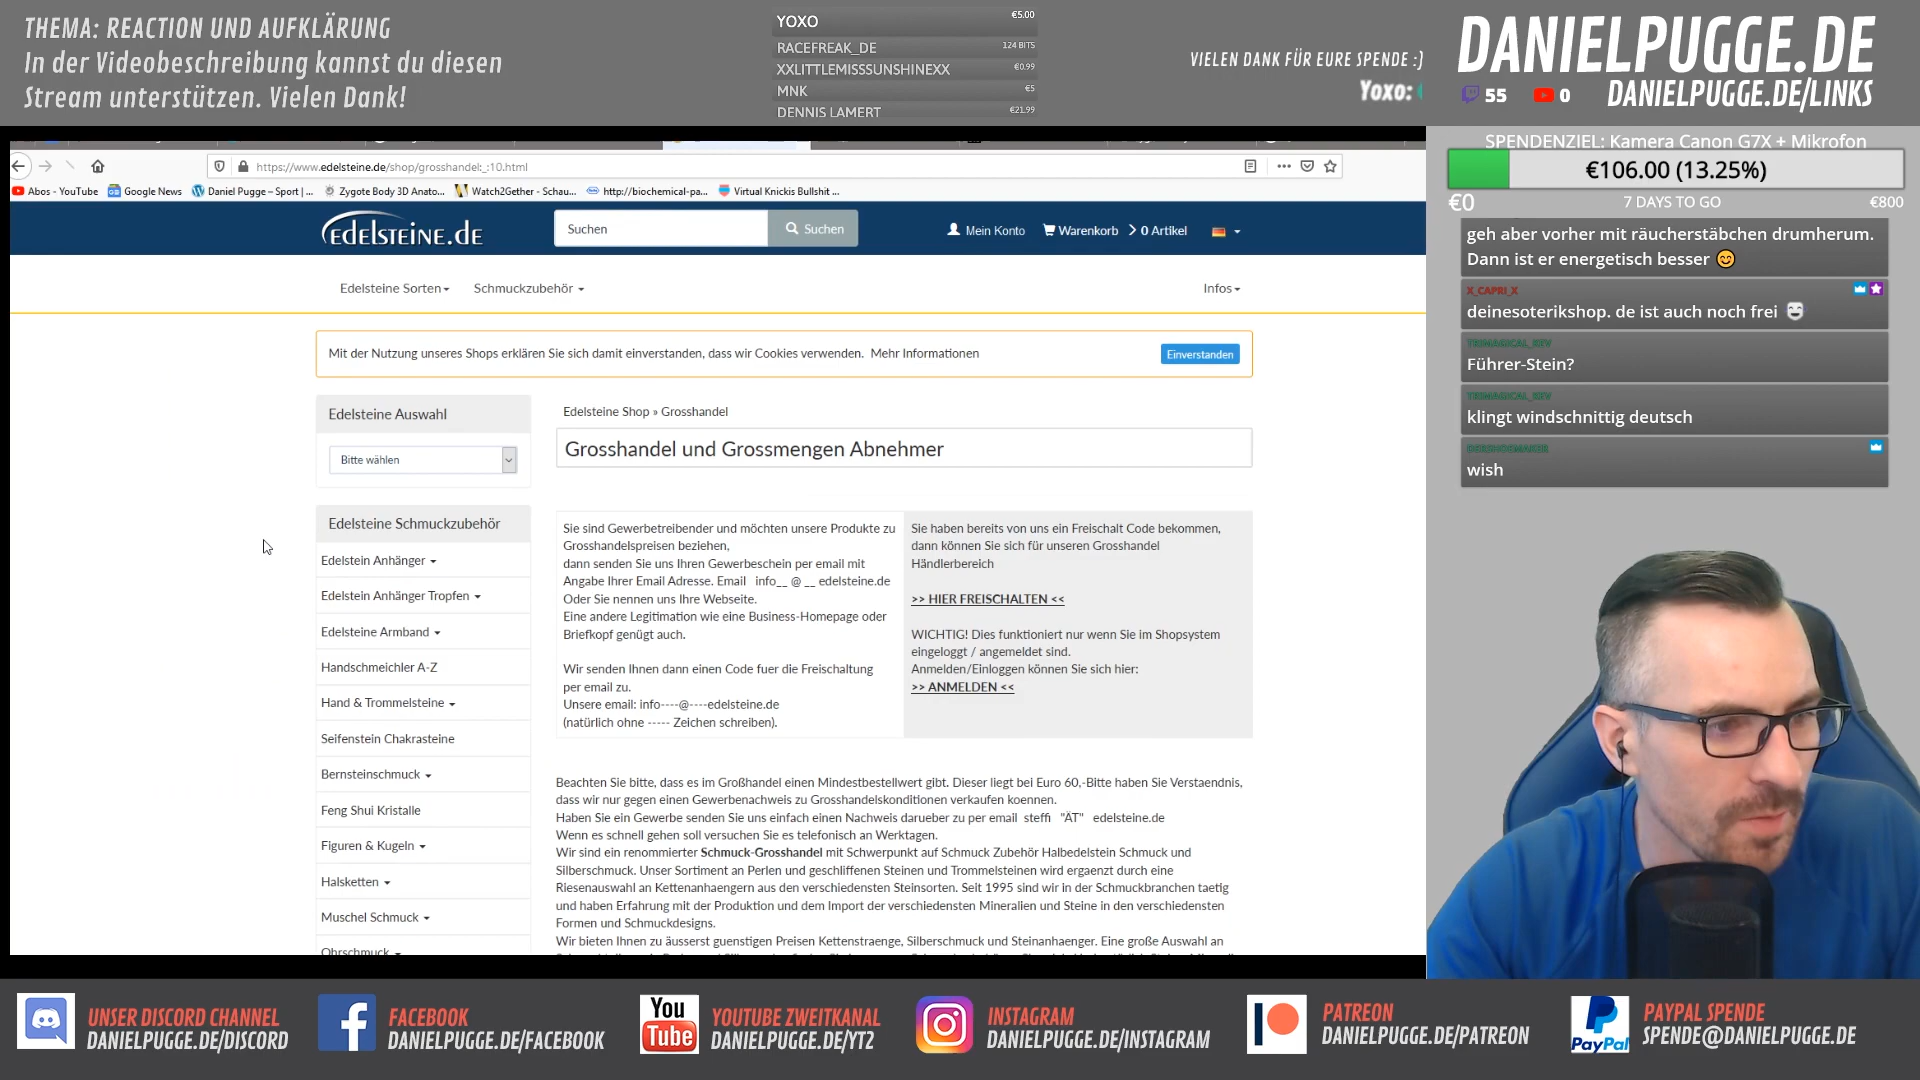 THEMA: REACTION UND AUFKLÄRUNG
In der Videobeschreibung kannst du diesen
Stream unterstützen. Vielen Dank!
YOXO €5.00
RACEFREAK_DE 124 BITS
XXLITTLEMISSSUNSHINEXX €0.99
MNK €5
DENNIS LAMERT €21.99
VIELEN DANK FÜR EURE SPENDE :)
Yoxo:
DANIELPUGGE.DE
55 0 DANIELPUGGE.DE/LINKS
https://www.edelsteine.de/shop/grosshandel:_:10.html
Abos - YouTube Google News Daniel Pugge – Sport |... Zygote Body 3D Anato... Watch2Gether - Schau... http://biochemical-pa... Virtual Knickis Bullshit ...
EDELSTEINE.DE
Suchen
Suchen
Mein Konto Warenkorb 0 Artikel
Edelsteine Sorten Schmuckzubehör Infos
Mit der Nutzung unseres Shops erklären Sie sich damit einverstanden, dass wir Cookies verwenden. Mehr Informationen
Einverstanden
Edelsteine Auswahl
Bitte wählen
Edelsteine Schmuckzubehör
Edelstein Anhänger
Edelstein Anhänger Tropfen
Edelsteine Armband
Handschmeichler A-Z
Hand & Trommelsteine
Seifenstein Chakrasteine
Bernsteinschmuck
Feng Shui Kristalle
Figuren & Kugeln
Halsketten
Muschel Schmuck
Ohrschmuck
Edelsteine Shop » Grosshandel
Grosshandel und Grossmengen Abnehmer
Sie sind Gewerbetreibender und möchten unsere Produkte zu
Grosshandelspreisen beziehen,
dann senden Sie uns Ihren Gewerbeschein per email mit
Angabe Ihrer Email Adresse. Email info__ @ __ edelsteine.de
Oder Sie nennen uns Ihre Webseite.
Eine andere Legitimation wie eine Business-Homepage oder
Briefkopf genügt auch.
Wir senden Ihnen dann einen Code fuer die Freischaltung
per email zu.
Unsere email: info----@----edelsteine.de
(natürlich ohne ----- Zeichen schreiben).
Sie haben bereits von uns ein Freischalt Code bekommen,
dann können Sie sich für unseren Grosshandel
Händlerbereich
>> HIER FREISCHALTEN <<
WICHTIG! Dies funktioniert nur wenn Sie im Shopsystem
eingeloggt / angemeldet sind.
Anmelden/Einloggen können Sie sich hier:
>> ANMELDEN <<
Beachten Sie bitte, dass es im Großhandel einen Mindestbestellwert gibt. Dieser liegt bei Euro 60,-Bitte haben Sie Verstaendnis,
dass wir nur gegen einen Gewerbenachweis zu Grosshandelskonditionen verkaufen koennen.
Haben Sie ein Gewerbe senden Sie uns einfach einen Nachweis darueber zu per email steffi "ÄT" edelsteine.de
Wenn es schnell gehen soll versuchen Sie es telefonisch an Werktagen.
Wir sind ein renommierter Schmuck-Grosshandel mit Schwerpunkt auf Schmuck Zubehör Halbedelstein Schmuck und
Silberschmuck. Unser Sortiment an Perlen und geschliffenen Steinen und Trommelsteinen wird ergaenzt durch eine
Riesenauswahl an Kettenanhaengern aus den verschiedensten Steinsorten. Seit 1995 sind wir in der Schmuckbranchen taetig
und haben Erfahrung mit der Produktion und dem Import der verschiedensten Mineralien und Steine in den verschiedensten
Formen und Schmuckdesigns.
Wir bieten Ihnen zu äusserst guenstigen Preisen Kettenstraenge, Silberschmuck und Steinanhaenger. Eine große Auswahl an
SPENDENZIEL: Kamera Canon G7X + Mikrofon
€106.00 (13.25%)
€0 7 DAYS TO GO €800
geh aber vorher mit räucherstäbchen drumherum.
Dann ist er energetisch besser
X_CAPRI_X
deinesoterikshop. de ist auch noch frei
TRIMAGICAL_KEV
Führer-Stein?
TRIMAGICAL_KEV
klingt windschnittig deutsch
wish
UNSER DISCORD CHANNEL
DANIELPUGGE.DE/DISCORD
FACEBOOK
DANIELPUGGE.DE/FACEBOOK
You
Tube
YOUTUBE ZWEITKANAL
DANIELPUGGE.DE/YT2
INSTAGRAM
DANIELPUGGE.DE/INSTAGRAM
PATREON
DANIELPUGGE.DE/PATREON
PayPal
PAYPAL SPENDE
SPENDE@DANIELPUGGE.DE